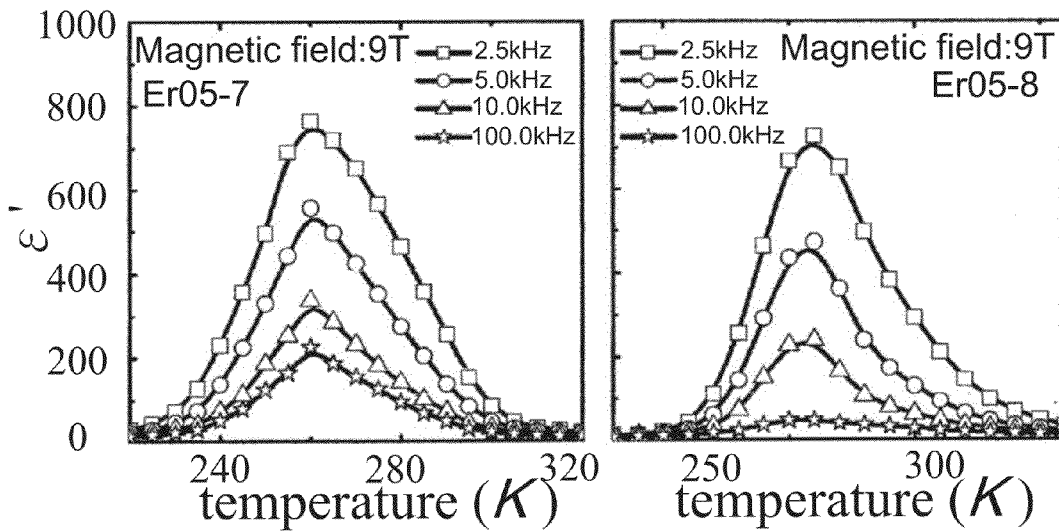 1000
800
600
400
200
0
ε'
Magnetic field:9T
Er05-7
2.5kHz
5.0kHz
10.0kHz
100.0kHz
240
280
320
temperature (K)
2.5kHz
5.0kHz
10.0kHz
100.0kHz
Magnetic field:9T
Er05-8
250
300
temperature (K)